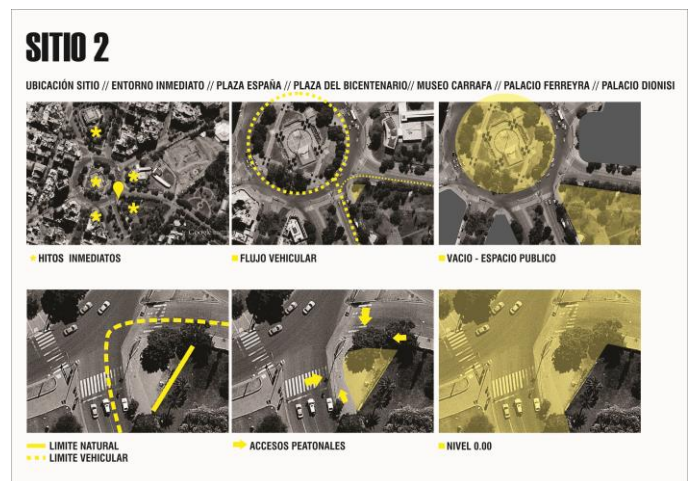 SITIO 2
UBICACIÓN SITIO // ENTORNO INMEDIATO // PLAZA ESPAÑA // PLAZA DEL BICENTENARIO// MUSEO CARRAFA // PALACIO FERREYRA // PALACIO DIONISI
Google
HITOS INMEDIATOS
FLUJO VEHICULAR
VACIO - ESPACIO PUBLICO
LIMITE NATURAL
LIMITE VEHICULAR
ACCESOS PEATONALES
NIVEL 0.00